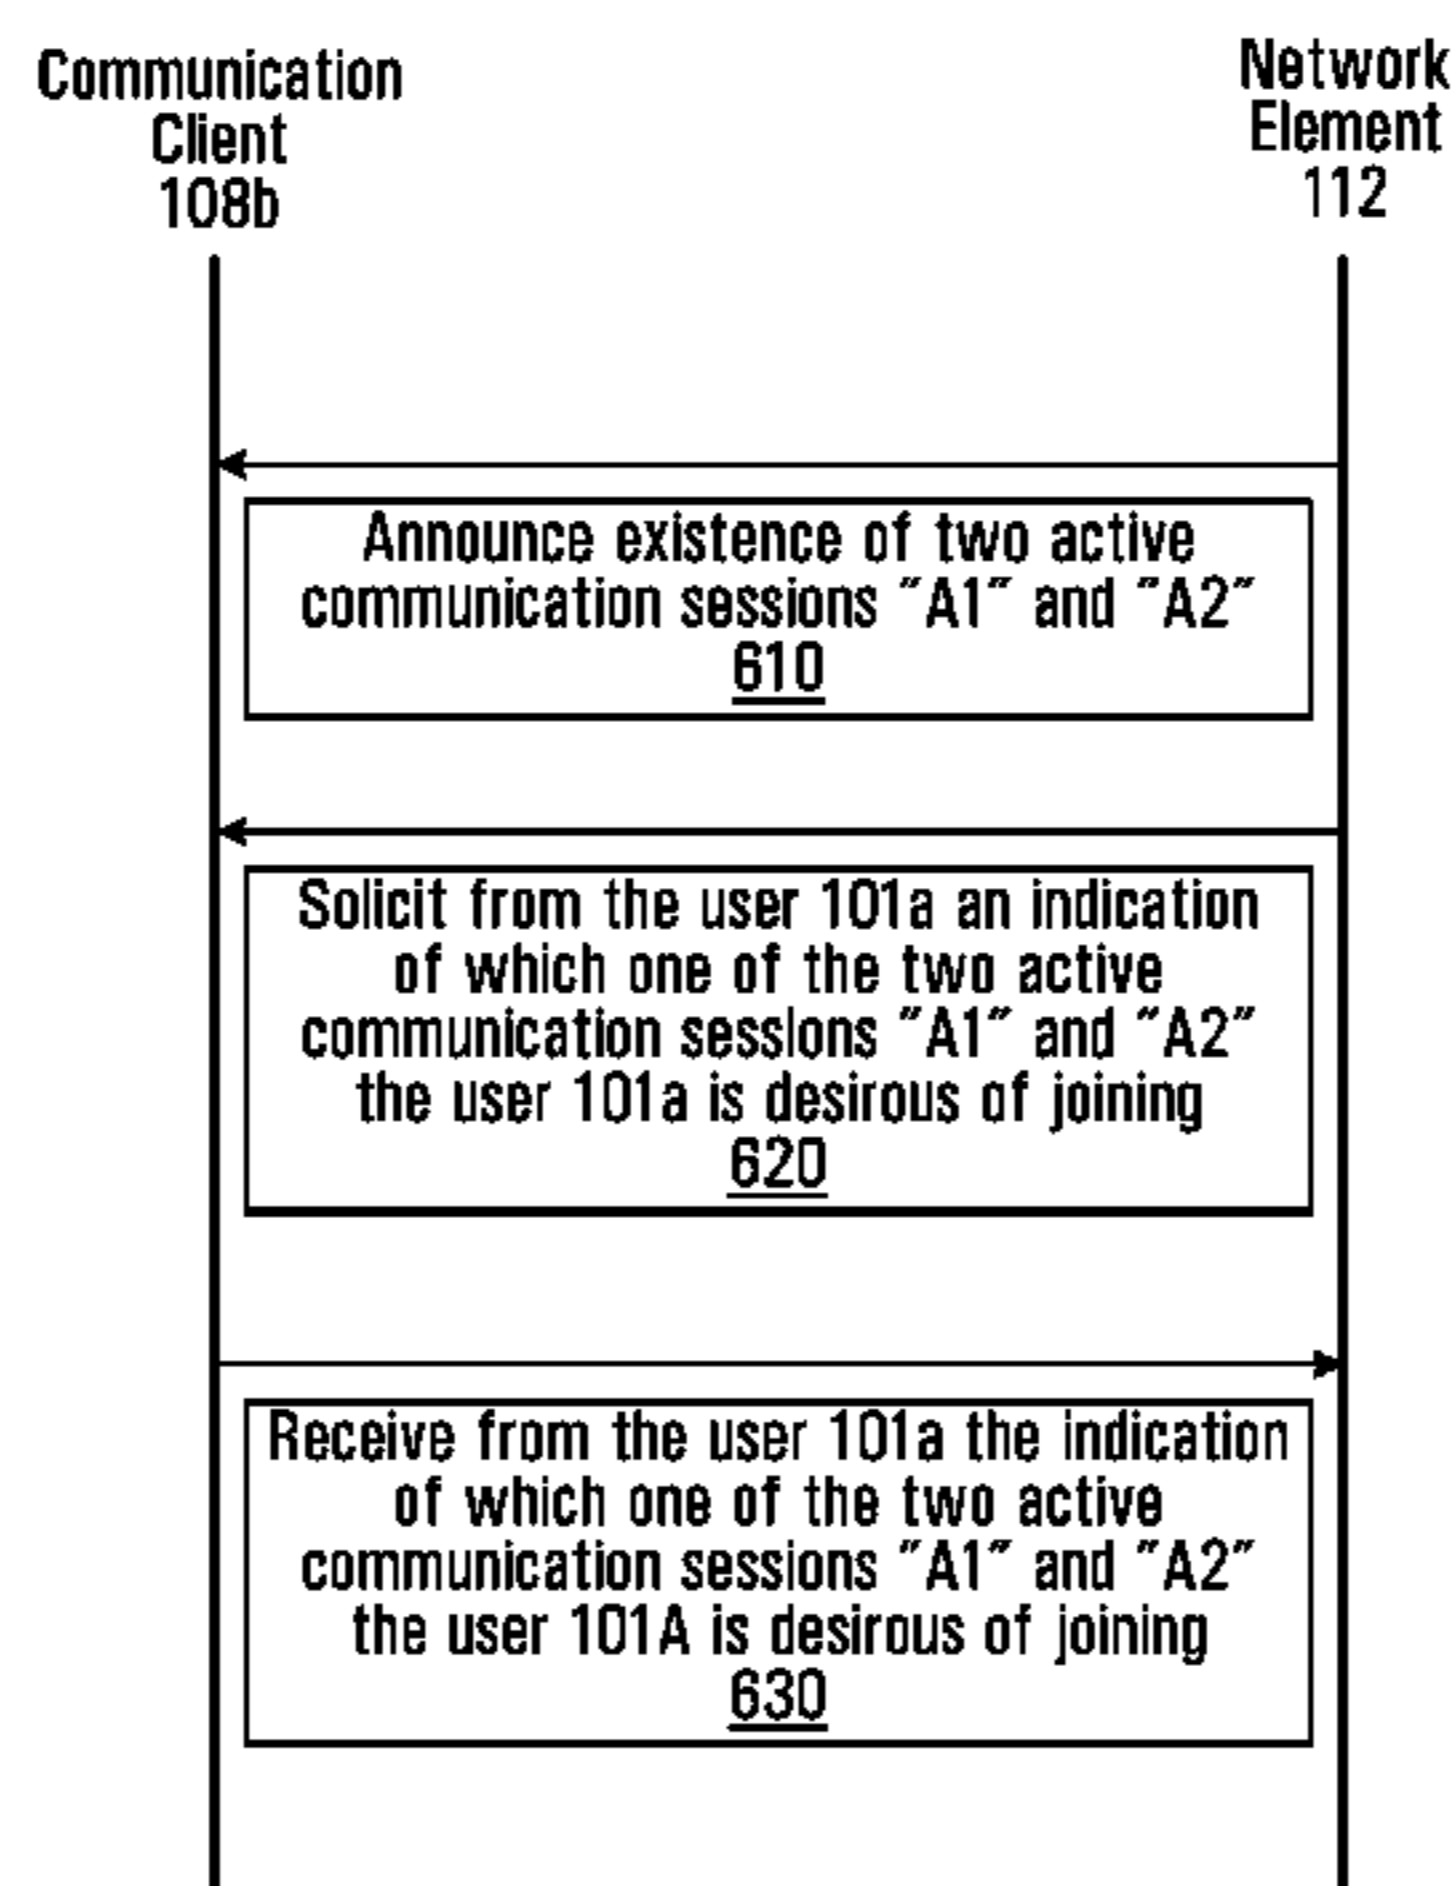 Communication
Client
108b
Network
Element
112
Announce existence of two active
communication sessions "A1" and "A2"
610
Solicit from the user 101a an indication
of which one of the two active
communication sessions "A1" and "A2"
the user 101a is desirous of joining
620
Receive from the user 101a the indication
of which one of the two active
communication sessions "A1" and "A2"
the user 101A is desirous of joining
630